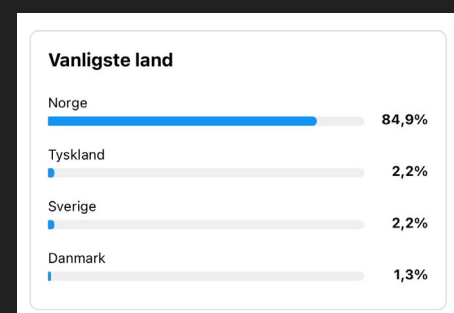 Vanligste land
Norge
84,9%
Tyskland
2,2%
Sverige
2,2%
Danmark
1,3%